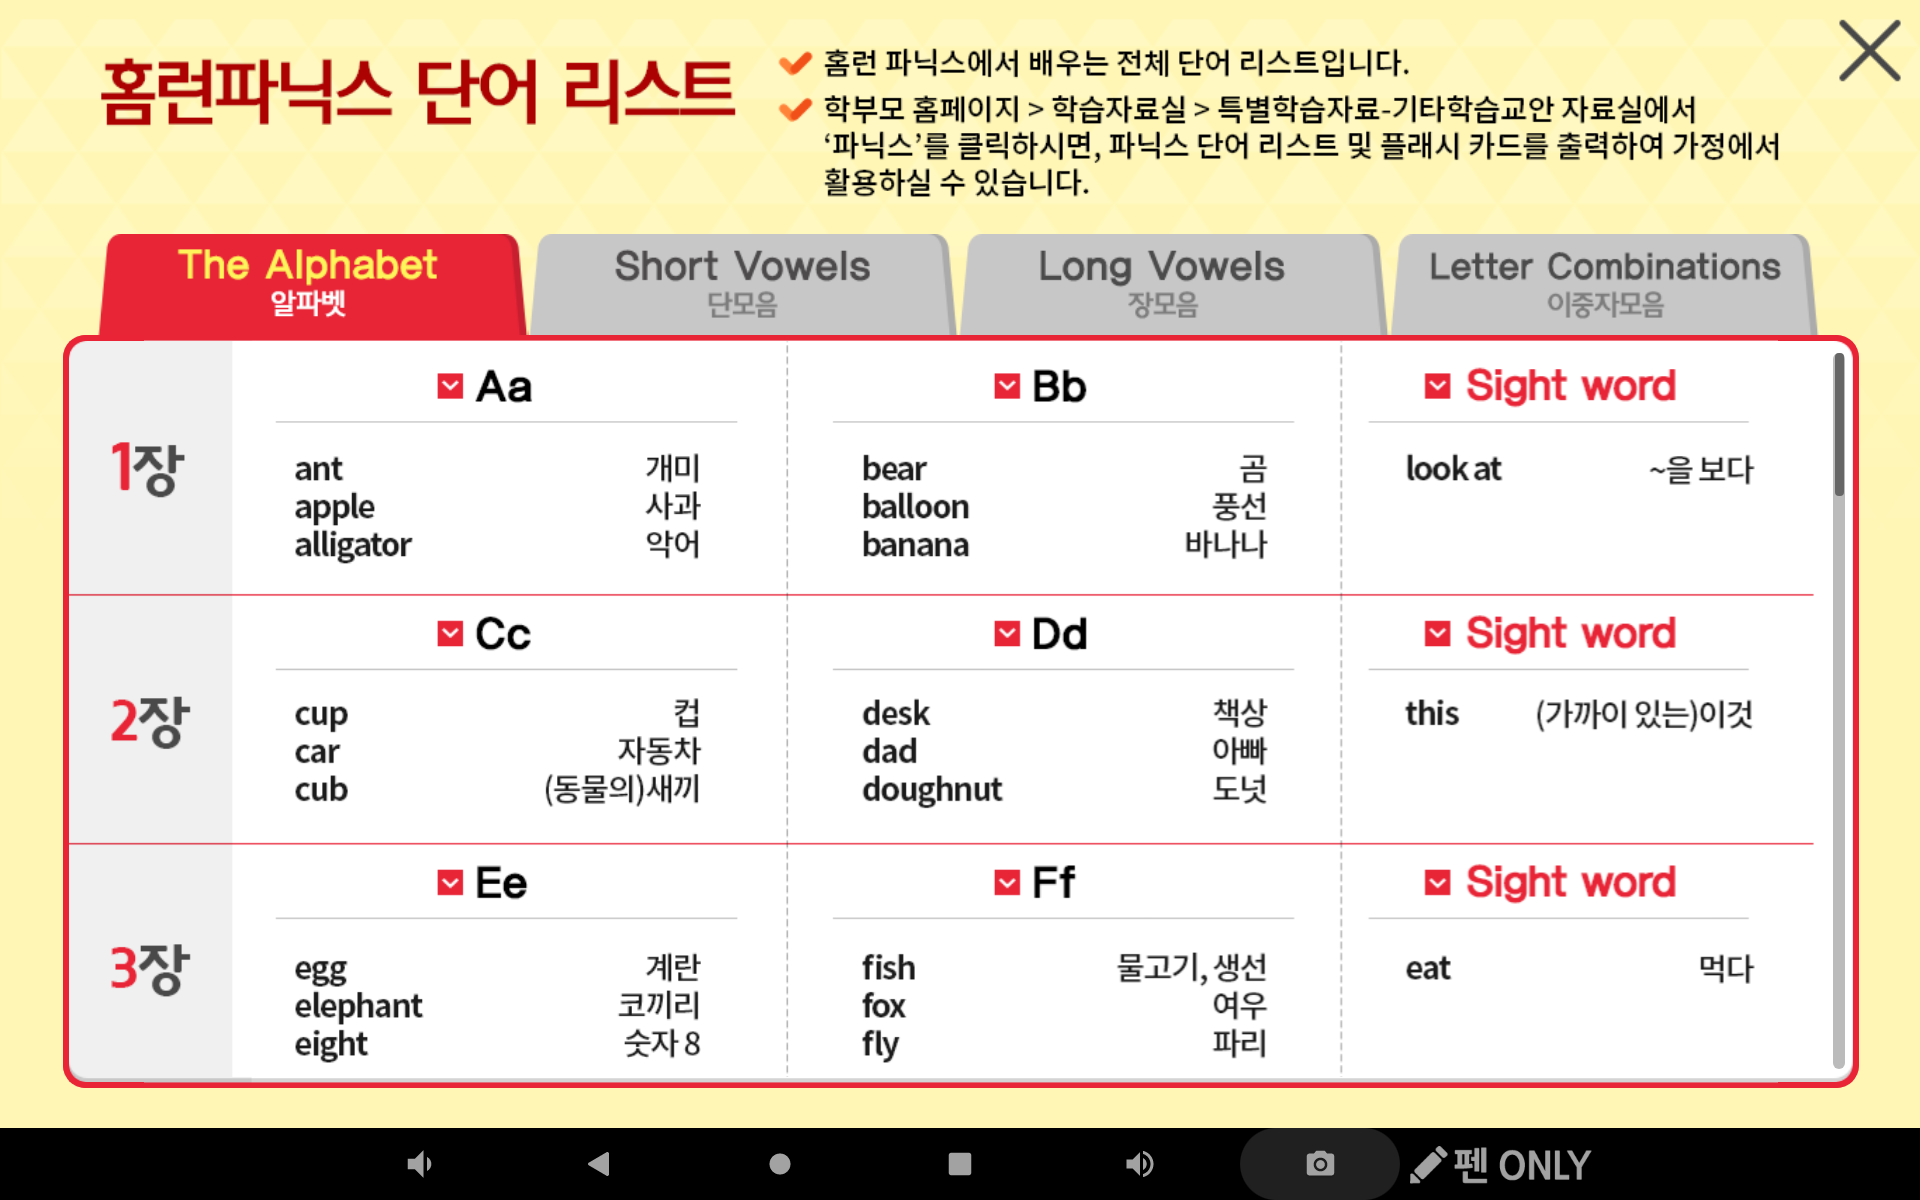 홈런파닉스 단어 리스트
홈런 파닉스에서 배우는 전체 단어 리스트입니다.
학부모 홈페이지 > 학습자료실 > 특별학습자료-기타학습교안 자료실에서
‘파닉스’를 클릭하시면, 파닉스 단어 리스트 및 플래시 카드를 출력하여 가정에서
활용하실 수 있습니다.
The Alphabet
알파벳
Short Vowels
단모음
Long Vowels
장모음
Letter Combinations
이중자모음
1장
Aa
ant 개미
apple 사과
alligator 악어
Bb
bear 곰
balloon 풍선
banana 바나나
Sight word
look at ~을 보다
2장
Cc
cup 컵
car 자동차
cub (동물의)새끼
Dd
desk 책상
dad 아빠
doughnut 도넛
Sight word
this (가까이 있는)이것
3장
Ee
egg 계란
elephant 코끼리
eight 숫자 8
Ff
fish 물고기, 생선
fox 여우
fly 파리
Sight word
eat 먹다
펜 ONLY